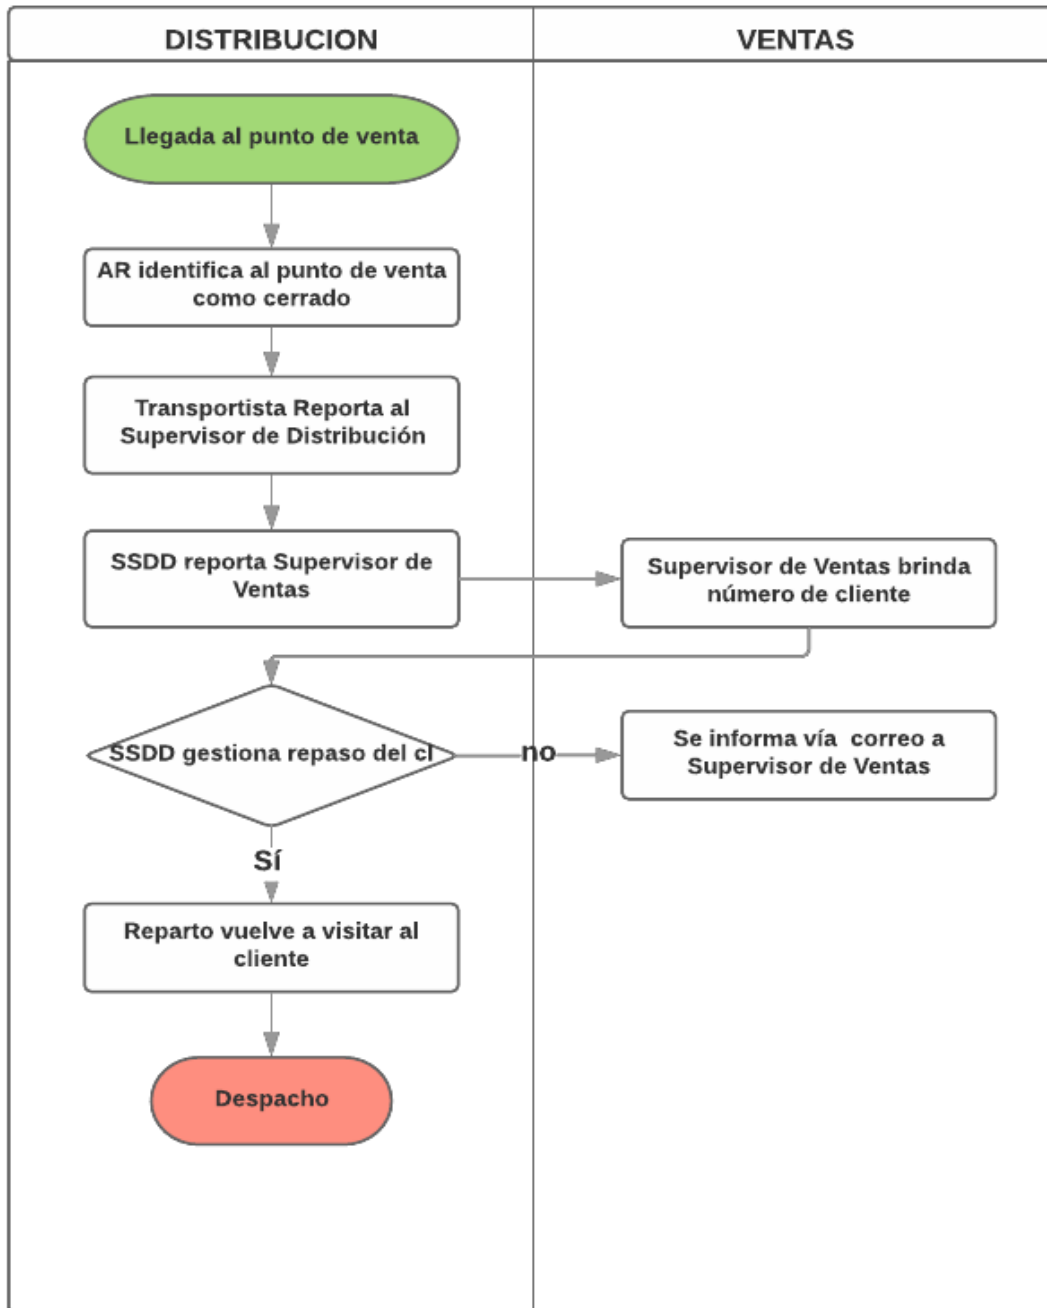 DISTRIBUCION
VENTAS
Llegada al punto de venta
AR identifica al punto de venta
como cerrado
Transportista Reporta al
Supervisor de Distribución
SSDD reporta Supervisor de
Ventas
Supervisor de Ventas brinda
número de cliente
SSDD gestiona repaso del cl
no
Se informa vía correo a
Supervisor de Ventas
Sí
Reparto vuelve a visitar al
cliente
Despacho